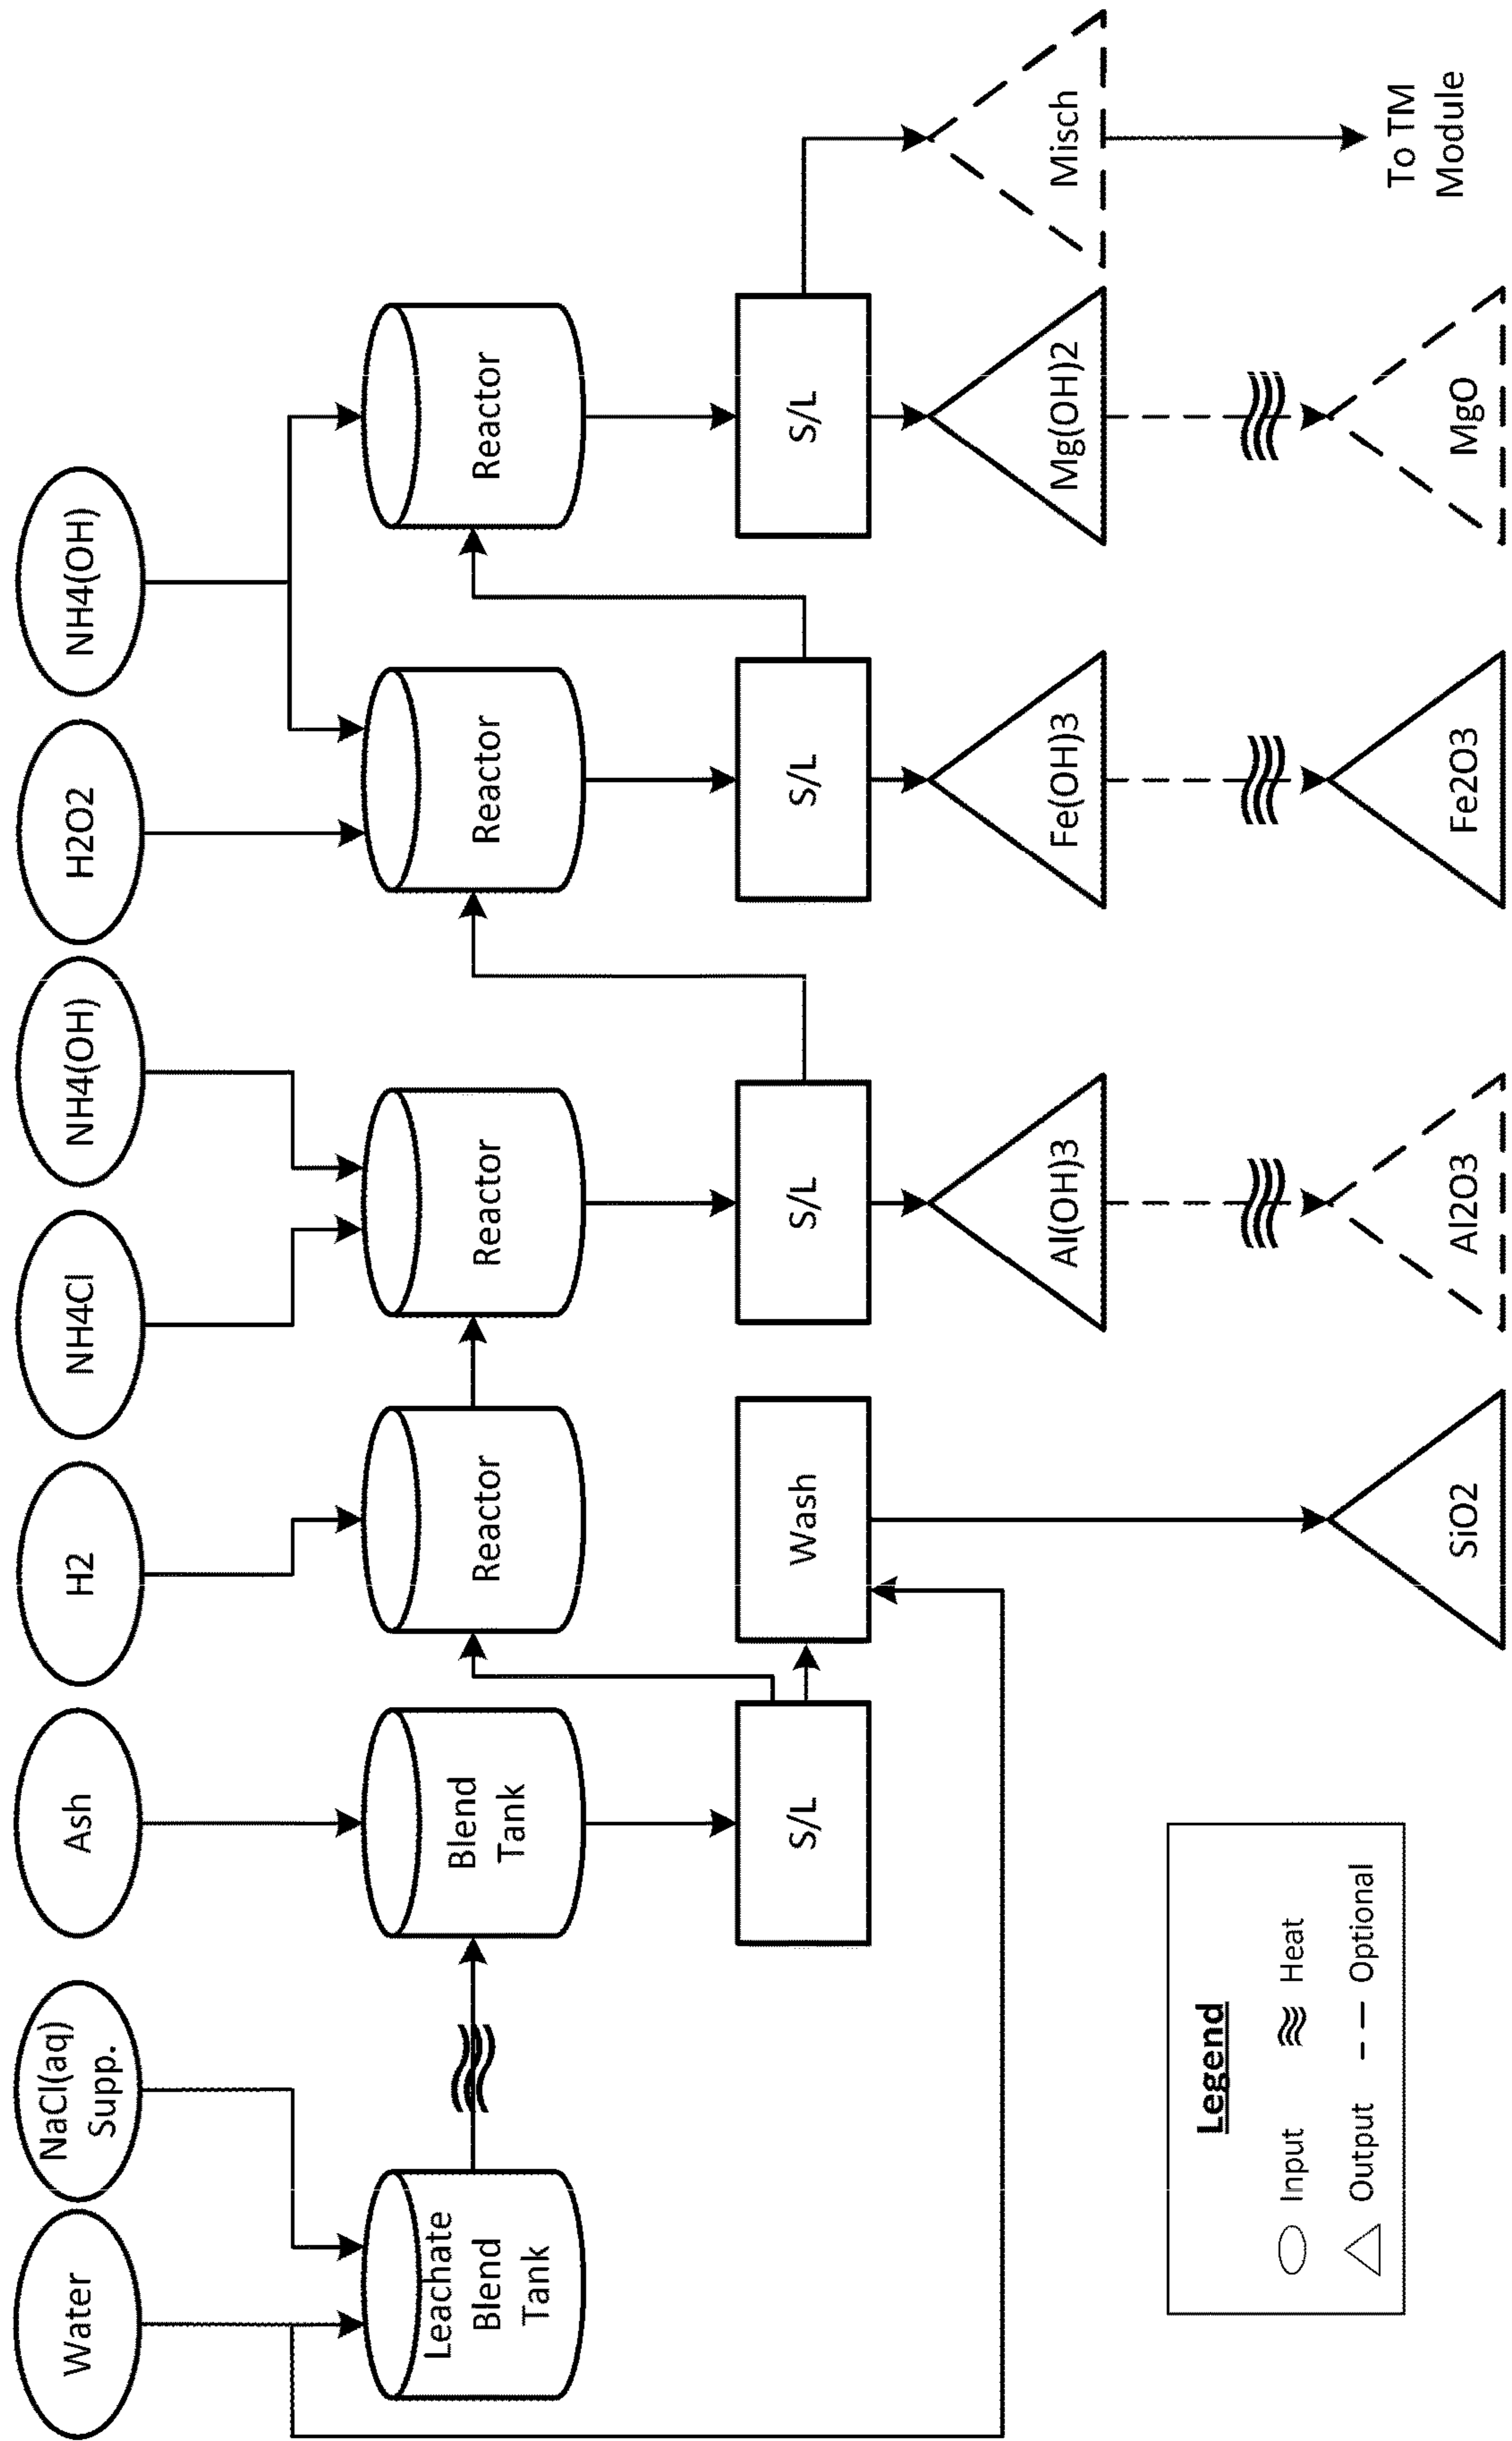 Water
NaCl(aq)
Supp.
Ash
H2
NH4Cl
NH4(OH)
H2O2
NH4(OH)
Leachate
Blend
Tank
Blend
Tank
Reactor
Reactor
Reactor
Reactor
S/L
Wash
S/L
S/L
S/L
Al(OH)3
Fe(OH)3
Mg(OH)2
Misch
SiO2
Al2O3
Fe2O3
MgO
To TM
Module
Legend
Input
Heat
Output
Optional